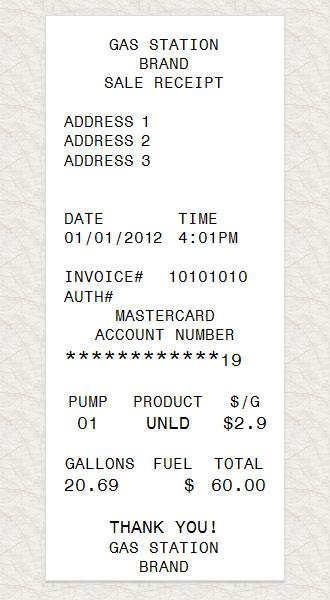 GAS STATION
BRAND
SALE RECEIPT
ADDRESS 1
ADDRESS 2
ADDRESS 3
DATE TIME
01/01/2012 4:01PM
INVOICE# 10101010
AUTH#
MASTERCARD
ACCOUNT NUMBER
************19
PUMP PRODUCT $/G
01 UNLD $2.9
GALLONS FUEL TOTAL
20.69 $ 60.00
THANK YOU!
GAS STATION
BRAND